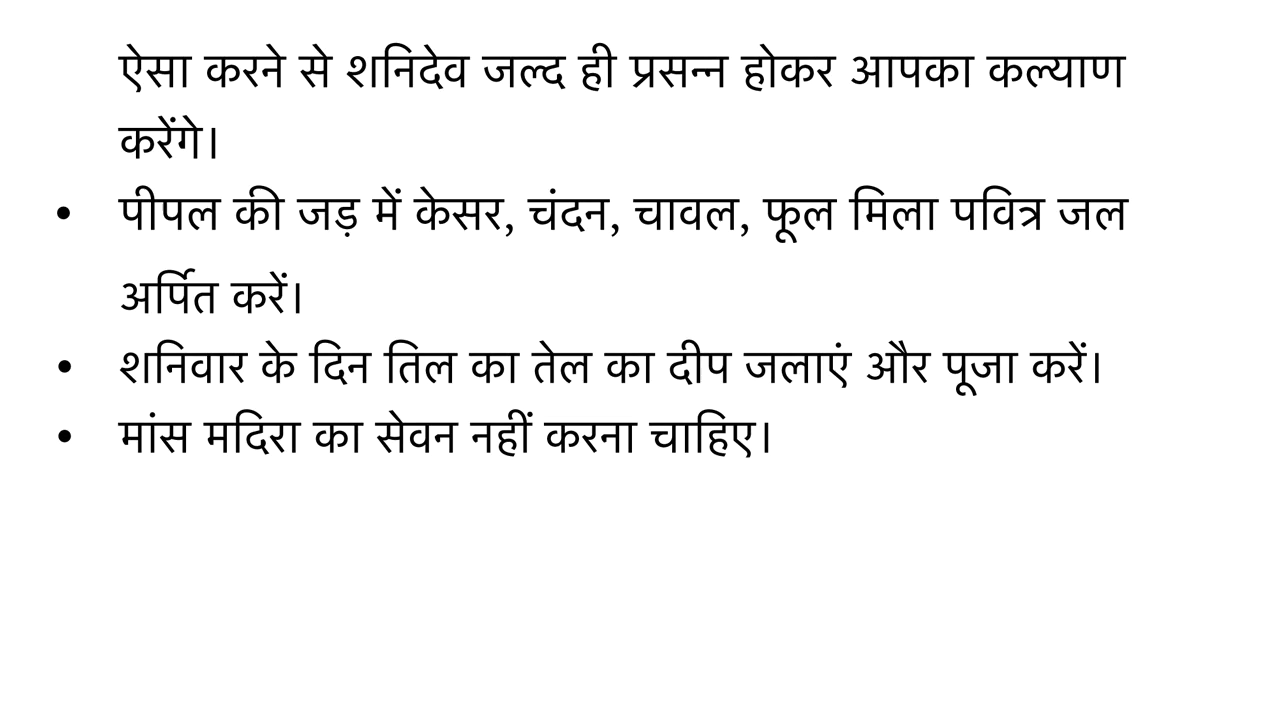 ऐसा करने से शनिदेव जल्द ही प्रसन्न होकर आपका कल्याण
करेंगे।
• पीपल की जड़ में केसर, चंदन, चावल, फूल मिला पवित्र जल
अर्पित करें।
• शनिवार के दिन तिल का तेल का दीप जलाएं और पूजा करें।
• मांस मदिरा का सेवन नहीं करना चाहिए।